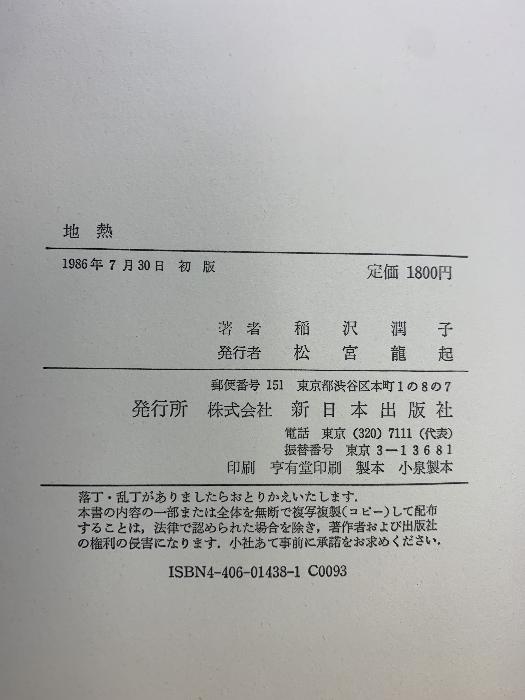 地熱
1986年7月30日 初版 定価 1800円
著者 稲沢潤子
発行者 松宮龍起
郵便番号 151 東京都渋谷区本町1の8の7
発行所 株式会社 新日本出版社
電話 東京 (320) 7111 (代表)
振替番号 東京 3-13681
印刷 亨有堂印刷 製本 小泉製本
落丁・乱丁がありましたらおとりかえいたします.
本書の内容の一部または全体を無断で複写複製(コピー)して配布
することは,法律で認められた場合を除き,著作者および出版社
の権利の侵害になります.小社あて事前に承諾をお求めください.
ISBN4-406-01438-1 C0093